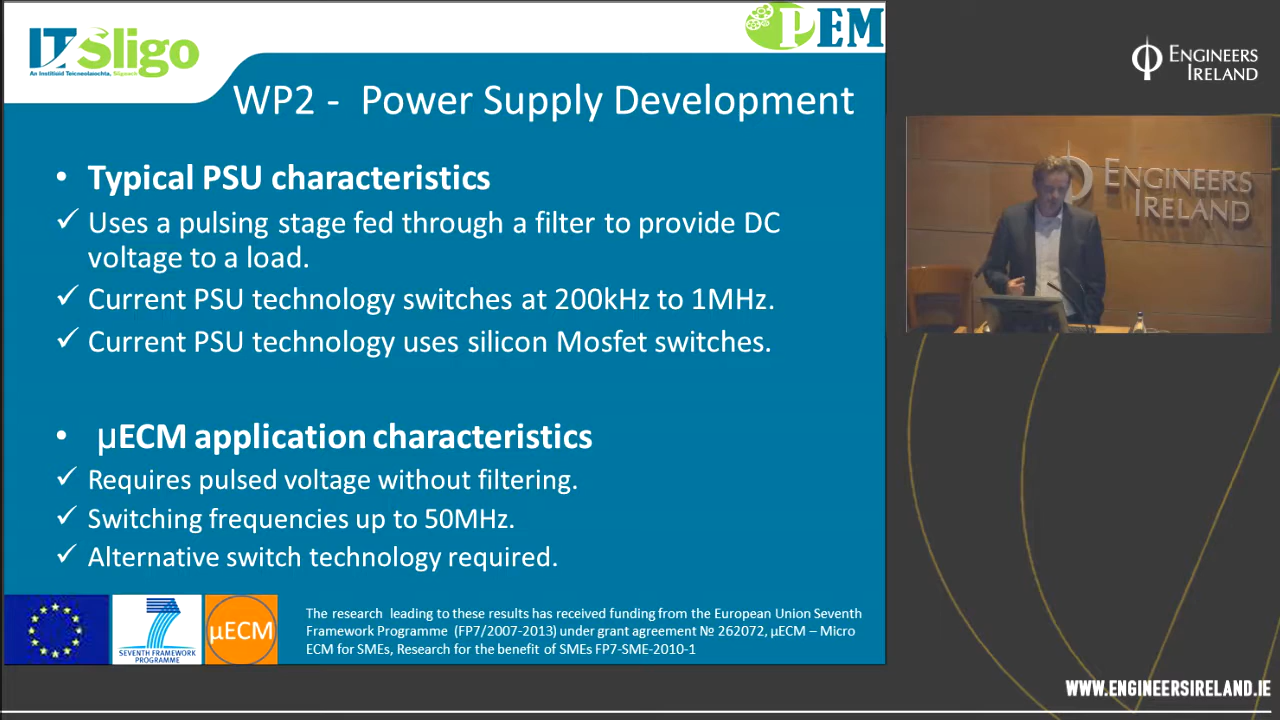 ITSligo
An Institiúid Teicneolaíochta, Sligeach
PEM
WP2 - Power Supply Development
• Typical PSU characteristics
✓ Uses a pulsing stage fed through a filter to provide DC
voltage to a load.
✓ Current PSU technology switches at 200kHz to 1MHz.
✓ Current PSU technology uses silicon Mosfet switches.
• µECM application characteristics
✓ Requires pulsed voltage without filtering.
✓ Switching frequencies up to 50MHz.
✓ Alternative switch technology required.
SEVENTH FRAMEWORK
PROGRAMME
µECM
The research leading to these results has received funding from the European Union Seventh
Framework Programme (FP7/2007-2013) under grant agreement № 262072, µECM – Micro
ECM for SMEs, Research for the benefit of SMEs FP7-SME-2010-1
ENGINEERS
IRELAND
ENGINEERS
IRELAND
WWW.ENGINEERSIRELAND.IE